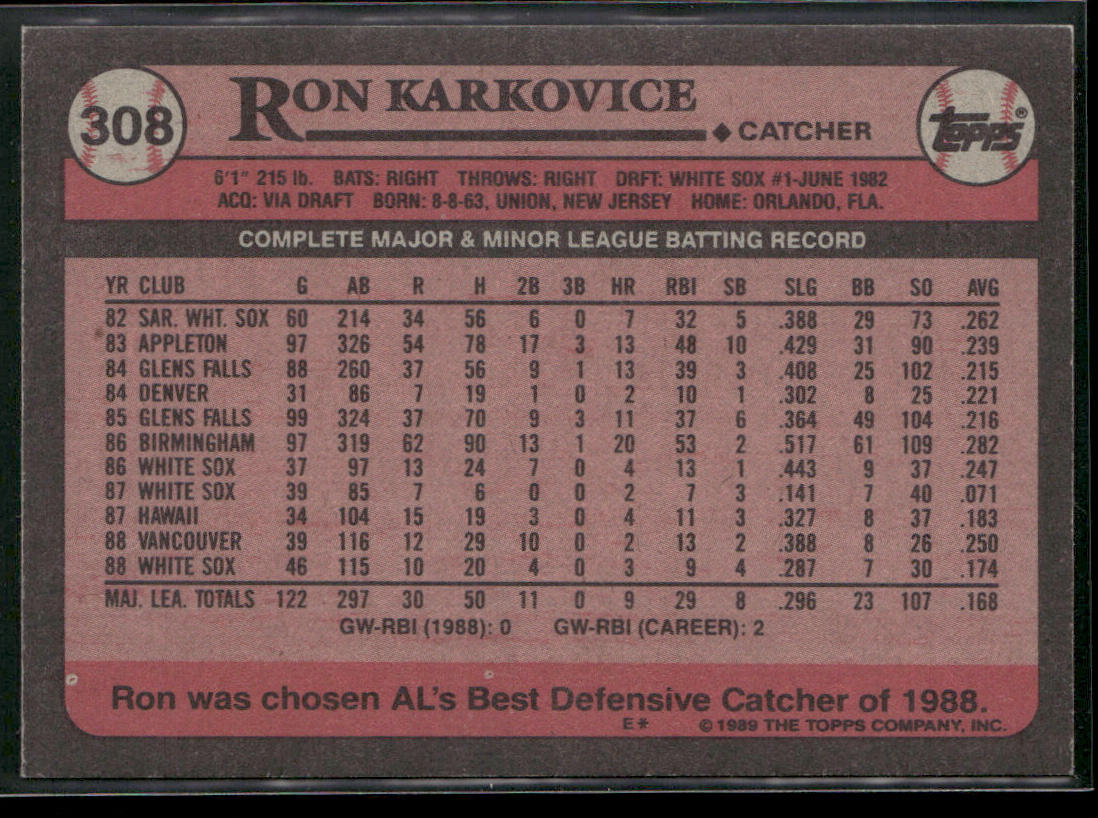 308
RON KARKOVICE
◆ CATCHER
TOPPS®
6'1" 215 lb. BATS: RIGHT THROWS: RIGHT DRFT: WHITE SOX #1-JUNE 1982
ACQ: VIA DRAFT BORN: 8-8-63, UNION, NEW JERSEY HOME: ORLANDO, FLA.
COMPLETE MAJOR & MINOR LEAGUE BATTING RECORD
YR CLUB G AB R H 2B 3B HR RBI SB SLG BB SO AVG
82 SAR. WHT. SOX 60 214 34 56 6 0 7 32 5 .388 29 73 .262
83 APPLETON 97 326 54 78 17 3 13 48 10 .429 31 90 .239
84 GLENS FALLS 88 260 37 56 9 1 13 39 3 .408 25 102 .215
84 DENVER 31 86 7 19 1 0 2 10 1 .302 8 25 .221
85 GLENS FALLS 99 324 37 70 9 3 11 37 6 .364 49 104 .216
86 BIRMINGHAM 97 319 62 90 13 1 20 53 2 .517 61 109 .282
86 WHITE SOX 37 97 13 24 7 0 4 13 1 .443 9 37 .247
87 WHITE SOX 39 85 7 6 0 0 2 7 3 .141 7 40 .071
87 HAWAII 34 104 15 19 3 0 4 11 3 .327 8 37 .183
88 VANCOUVER 39 116 12 29 10 0 2 13 2 .388 8 26 .250
88 WHITE SOX 46 115 10 20 4 0 3 9 4 .287 7 30 .174
MAJ. LEA. TOTALS 122 297 30 50 11 0 9 29 8 .296 23 107 .168
GW-RBI (1988): 0 GW-RBI (CAREER): 2
Ron was chosen AL's Best Defensive Catcher of 1988.
E* © 1989 THE TOPPS COMPANY, INC.